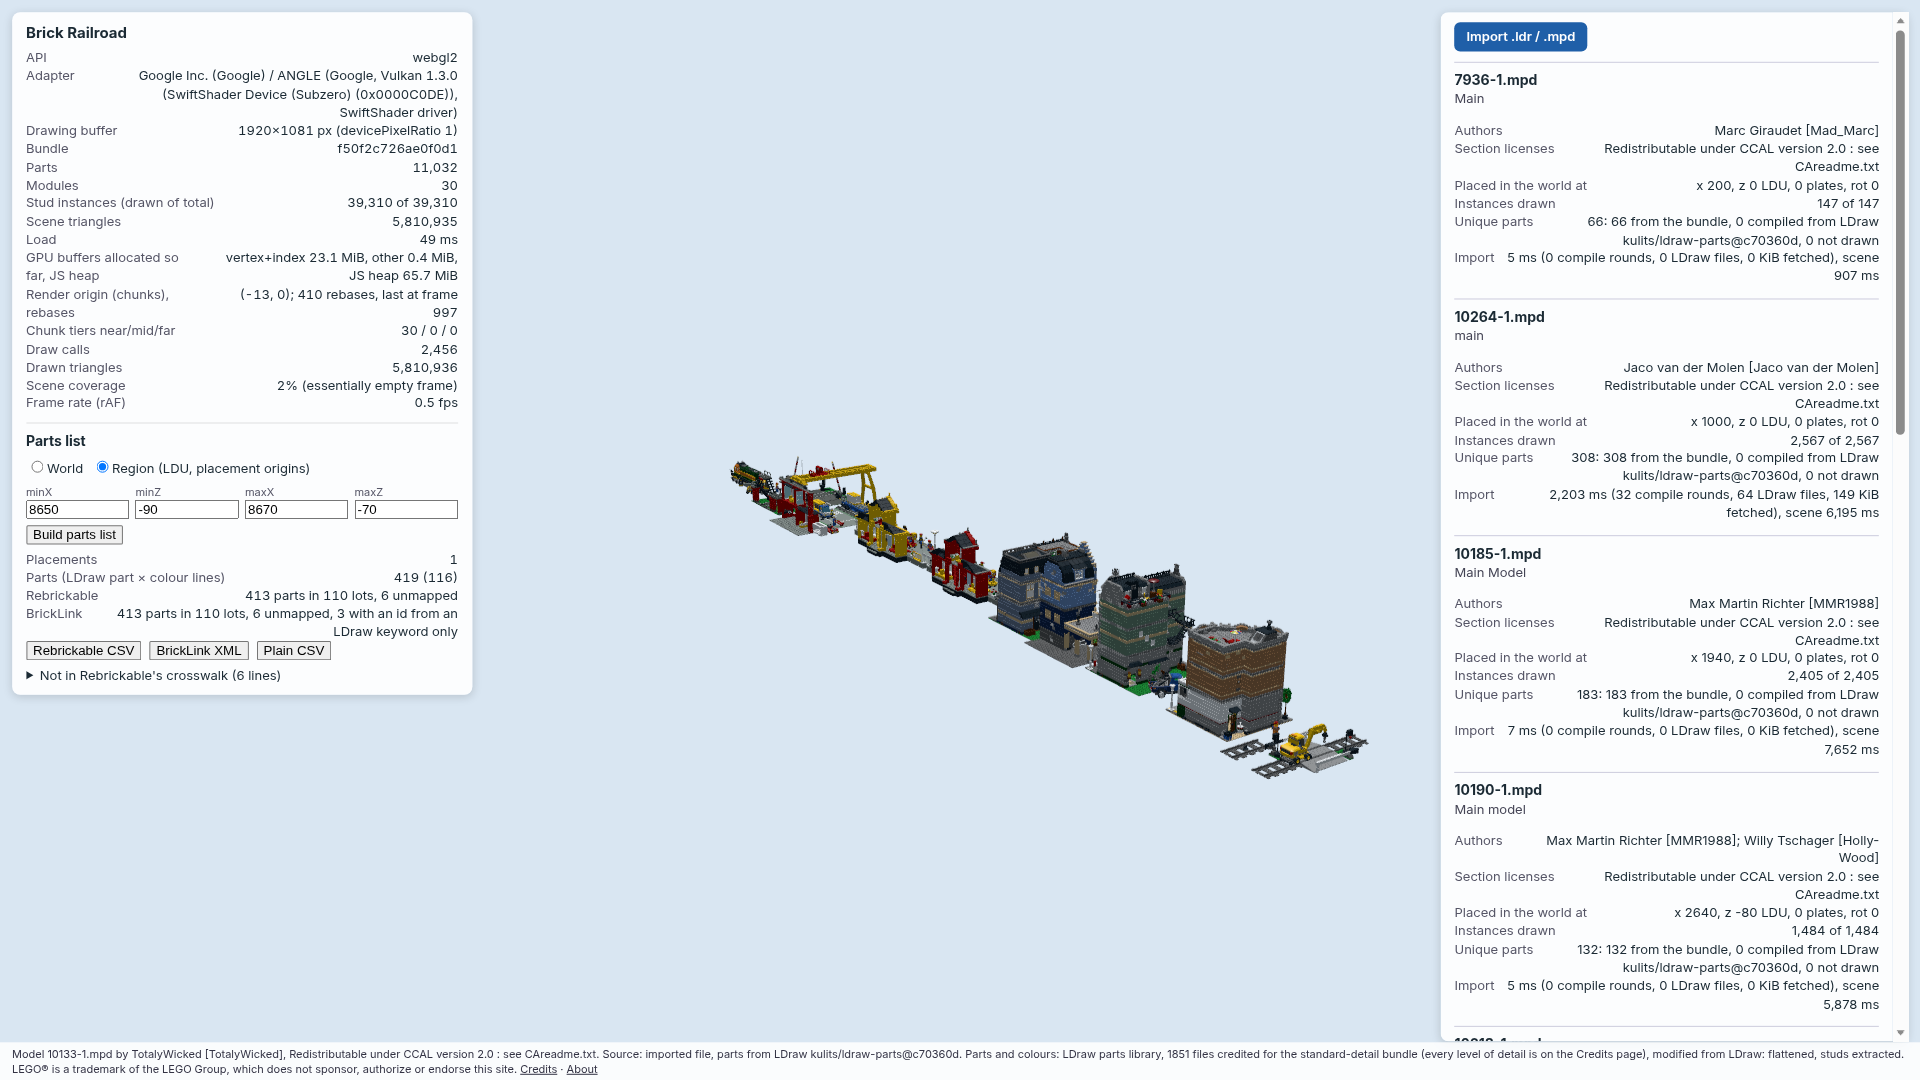 Brick Railroad
API webgl2
Adapter Google Inc. (Google) / ANGLE (Google, Vulkan 1.3.0
(SwiftShader Device (Subzero) (0x0000C0DE)),
SwiftShader driver)
Drawing buffer 1920×1081 px (devicePixelRatio 1)
Bundle f50f2c726ae0f0d1
Parts 11,032
Modules 30
Stud instances (drawn of total) 39,310 of 39,310
Scene triangles 5,810,935
Load 49 ms
GPU buffers allocated so vertex+index 23.1 MiB, other 0.4 MiB,
far, JS heap JS heap 65.7 MiB
Render origin (chunks), (-13, 0); 410 rebases, last at frame
rebases 997
Chunk tiers near/mid/far 30 / 0 / 0
Draw calls 2,456
Drawn triangles 5,810,936
Scene coverage 2% (essentially empty frame)
Frame rate (rAF) 0.5 fps
Parts list
World Region (LDU, placement origins)
minX minZ maxX maxZ
8650 -90 8670 -70
Build parts list
Placements 1
Parts (LDraw part × colour lines) 419 (116)
Rebrickable 413 parts in 110 lots, 6 unmapped
BrickLink 413 parts in 110 lots, 6 unmapped, 3 with an id from an
LDraw keyword only
Rebrickable CSV BrickLink XML Plain CSV
▶ Not in Rebrickable's crosswalk (6 lines)
Import .ldr / .mpd
7936-1.mpd
Main
Authors Marc Giraudet [Mad_Marc]
Section licenses Redistributable under CCAL version 2.0 : see
CAreadme.txt
Placed in the world at x 200, z 0 LDU, 0 plates, rot 0
Instances drawn 147 of 147
Unique parts 66: 66 from the bundle, 0 compiled from LDraw
kulits/ldraw-parts@c70360d, 0 not drawn
Import 5 ms (0 compile rounds, 0 LDraw files, 0 KiB fetched), scene
907 ms
10264-1.mpd
main
Authors Jaco van der Molen [Jaco van der Molen]
Section licenses Redistributable under CCAL version 2.0 : see
CAreadme.txt
Placed in the world at x 1000, z 0 LDU, 0 plates, rot 0
Instances drawn 2,567 of 2,567
Unique parts 308: 308 from the bundle, 0 compiled from LDraw
kulits/ldraw-parts@c70360d, 0 not drawn
Import 2,203 ms (32 compile rounds, 64 LDraw files, 149 KiB
fetched), scene 6,195 ms
10185-1.mpd
Main Model
Authors Max Martin Richter [MMR1988]
Section licenses Redistributable under CCAL version 2.0 : see
CAreadme.txt
Placed in the world at x 1940, z 0 LDU, 0 plates, rot 0
Instances drawn 2,405 of 2,405
Unique parts 183: 183 from the bundle, 0 compiled from LDraw
kulits/ldraw-parts@c70360d, 0 not drawn
Import 7 ms (0 compile rounds, 0 LDraw files, 0 KiB fetched), scene
7,652 ms
10190-1.mpd
Main model
Authors Max Martin Richter [MMR1988]; Willy Tschager [Holly-
Wood]
Section licenses Redistributable under CCAL version 2.0 : see
CAreadme.txt
Placed in the world at x 2640, z -80 LDU, 0 plates, rot 0
Instances drawn 1,484 of 1,484
Unique parts 132: 132 from the bundle, 0 compiled from LDraw
kulits/ldraw-parts@c70360d, 0 not drawn
Import 5 ms (0 compile rounds, 0 LDraw files, 0 KiB fetched), scene
5,878 ms
Model 10133-1.mpd by TotalyWicked [TotalyWicked], Redistributable under CCAL version 2.0 : see CAreadme.txt. Source: imported file, parts from LDraw kulits/ldraw-parts@c70360d. Parts and colours: LDraw parts library, 1851 files credited for the standard-detail bundle (every level of detail is on the Credits page), modified from LDraw: flattened, studs extracted.
LEGO® is a trademark of the LEGO Group, which does not sponsor, authorize or endorse this site. Credits · About